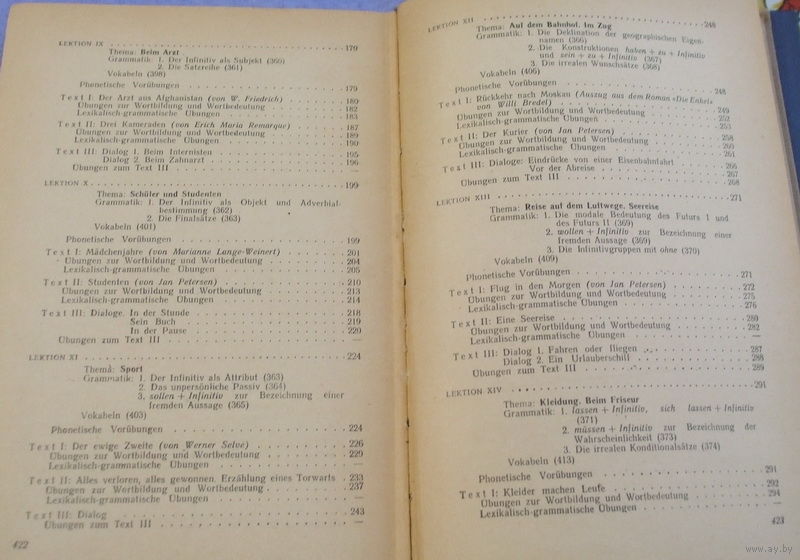 LEKTION IX . . . 179
Thema: Beim Arzt
Grammatik: 1. Der Infinitiv als Subjekt (360)
2. Die Satzreihe (361)
Vokabeln (398)
Phonetische Vorübungen . . . 179
Text I: Der Arzt aus Afghanistan (von W. Friedrich) . . . 180
Übungen zur Wortbildung und Wortbedeutung . . . 182
Lexikalisch-grammatische Übungen . . . 183
Text II: Drei Kameraden (von Erich Maria Remarque) . . . 187
Übungen zur Wortbildung und Wortbedeutung . . . 189
Lexikalisch-grammatische Übungen . . . 190
Text III: Dialog 1. Beim Internisten . . . 195
Dialog 2. Beim Zahnarzt . . . 196
Übungen zum Text III . . . —
LEKTION X . . . 199
Thema: Schüler und Studenten
Grammatik: 1. Der Infinitiv als Objekt und Adverbial-
bestimmung (362)
2. Die Finalsätze (363)
Vokabeln (401)
Phonetische Vorübungen . . . 199
Text I: Mädchenjahre (von Marianne Lange-Weinert) . . . 201
Übungen zur Wortbildung und Wortbedeutung . . . 204
Lexikalisch-grammatische Übungen . . . 205
Text II: Studenten (von Jan Petersen) . . . 210
Übungen zur Wortbildung und Wortbedeutung . . . 213
Lexikalisch-grammatische Übungen . . . 214
Text III: Dialoge. In der Stunde . . . 218
Sein Buch . . . 219
In der Pause . . . 220
Übungen zum Text III . . . —
LEKTION XI . . . 224
Thema: Sport
Grammatik: 1. Der Infinitiv als Attribut (363)
2. Das unpersönliche Passiv (364)
3. sollen + Infinitiv zur Bezeichnung einer
fremden Aussage (365)
Vokabeln (403)
Phonetische Vorübungen . . . 224
Text I: Der ewige Zweite (von Werner Selve) . . . 226
Übungen zur Wortbildung und Wortbedeutung . . . 229
Lexikalisch-grammatische Übungen . . . —
Text II: Alles verloren, alles gewonnen. Erzählung eines Torwarts . 233
Übungen zur Wortbildung und Wortbedeutung . . . 237
Lexikalisch-grammatische Übungen . . . —
Text III: Dialog . . . 243
Übungen zum Text III . . . —
422
LEKTION XII . . . 248
Thema: Auf dem Bahnhof. Im Zug
Grammatik: 1. Die Deklination der geographischen Eigen-
namen (366)
2. Die Konstruktionen haben + zu + Infinitiv
und sein + zu + Infinitiv (367)
3. Die irrealen Wunschsätze (368)
Vokabeln (406)
Phonetische Vorübungen . . . 248
Text I: Rückkehr nach Moskau (Auszug aus dem Roman «Die Enkel»
von Willi Bredel) . . . 249
Übungen zur Wortbildung und Wortbedeutung . . . 252
Lexikalisch-grammatische Übungen . . . 253
Text II: Der Kurier (von Jan Petersen) . . . 258
Übungen zur Wortbildung und Wortbedeutung . . . 260
Lexikalisch-grammatische Übungen . . . 261
Text III: Dialoge: Eindrücke von einer Eisenbahnfahrt . . . 266
Vor der Abreise . . . 267
Übungen zum Text III . . . 268
LEKTION XIII . . . 271
Thema: Reise auf dem Luftwege. Seereise
Grammatik: 1. Die modale Bedeutung des Futurs I und
des Futurs II (369)
2. wollen + Infinitiv zur Bezeichnung einer
fremden Aussage (369)
3. Die Infinitivgruppen mit ohne (370)
Vokabeln (409)
Phonetische Vorübungen . . . 271
Text I: Flug in den Morgen (von Jan Petersen) . . . 272
Übungen zur Wortbildung und Wortbedeutung . . . 275
Lexikalisch-grammatische Übungen . . . 276
Text II: Eine Seereise . . . 280
Übungen zur Wortbildung und Wortbedeutung . . . 282
Lexikalisch-grammatische Übungen . . . —
Text III: Dialog 1. Fahren oder fliegen . . . 287
Dialog 2. Ein Urlauberschiff . . . 288
Übungen zum Text III . . . 289
LEKTION XIV . . . 291
Thema: Kleidung. Beim Friseur
Grammatik: 1. lassen + Infinitiv, sich lassen + Infinitiv
(371)
2. müssen + Infinitiv zur Bezeichnung der
Wahrscheinlichkeit (373)
3. Die irrealen Konditionalsätze (374)
Vokabeln (413)
Phonetische Vorübungen . . . 291
Text I: Kleider machen Leute . . . 292
Übungen zur Wortbildung und Wortbedeutung . . . 294
Lexikalisch-grammatische Übungen . . .
423
www.ay.by